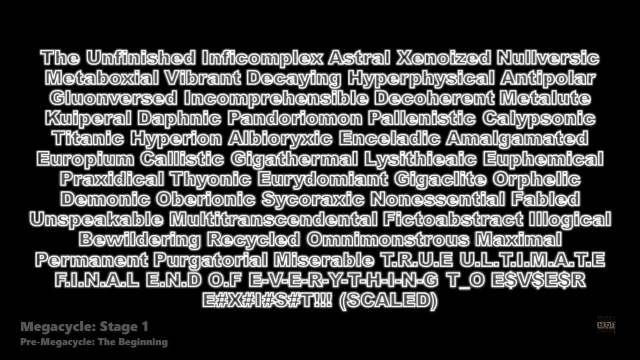 The Unfinished Inficomplex Astral Xenoized Nullversic
Metaboxial Vibrant Decaying Hyperphysical Antipolar
Gluonversed Incomprehensible Decoherent Metalute
Kuiperal Daphnic Pandoriomon Pallenistic Calypsonic
Titanic Hyperion Albioryxic Enceladic Amalgamated
Europium Callistic Gigathermal Lysithieaic Euphemical
Praxidical Thyonic Eurydomiant Gigaclite Orphelic
Demonic Oberionic Sycoraxic Nonessential Fabled
Unspeakable Multitranscendental Fictoabstract Illogical
Bewildering Recycled Omnimonstrous Maximal
Permanent Purgatorial Miserable T.R.U.E U.L.T.I.M.A.T.E
F.I.N.A.L E.N.D O.F E-V-E-R-Y-T-H-I-N-G T_O E$V$E$R
E#X#I#S#T!!! (SCALED)
Megacycle: Stage 1
Pre-Megacycle: The Beginning